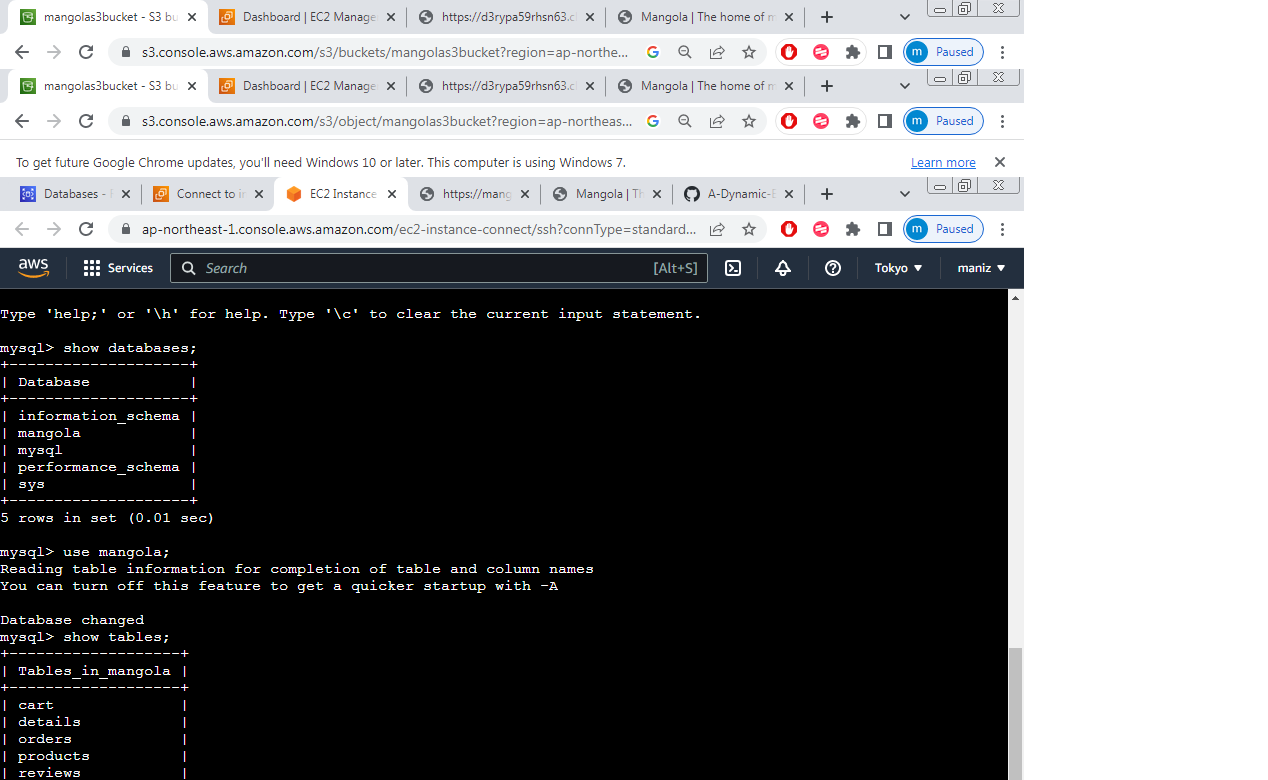 mangolas3bucket - S3 bu
Dashboard | EC2 Manage
https://d3rypa59rhsn63.cl
Mangola | The home of m
s3.console.aws.amazon.com/s3/buckets/mangolas3bucket?region=ap-northe...
m Paused
mangolas3bucket - S3 bu
Dashboard | EC2 Manage
https://d3rypa59rhsn63.cl
Mangola | The home of m
s3.console.aws.amazon.com/s3/object/mangolas3bucket?region=ap-northeas...
m Paused
To get future Google Chrome updates, you'll need Windows 10 or later. This computer is using Windows 7.
Learn more
Databases -
Connect to in
EC2 Instance
https://mang
Mangola | Th
A-Dynamic-E
ap-northeast-1.console.aws.amazon.com/ec2-instance-connect/ssh?connType=standard...
m Paused
aws
Services
Search
[Alt+S]
Tokyo
maniz
Type 'help;' or '\h' for help. Type '\c' to clear the current input statement.
mysql> show databases;
+--------------------+
| Database           |
+--------------------+
| information_schema |
| mangola            |
| mysql              |
| performance_schema |
| sys                |
+--------------------+
5 rows in set (0.01 sec)
mysql> use mangola;
Reading table information for completion of table and column names
You can turn off this feature to get a quicker startup with -A
Database changed
mysql> show tables;
+-------------------+
| Tables_in_mangola |
+-------------------+
| cart              |
| details           |
| orders            |
| products          |
| reviews           |